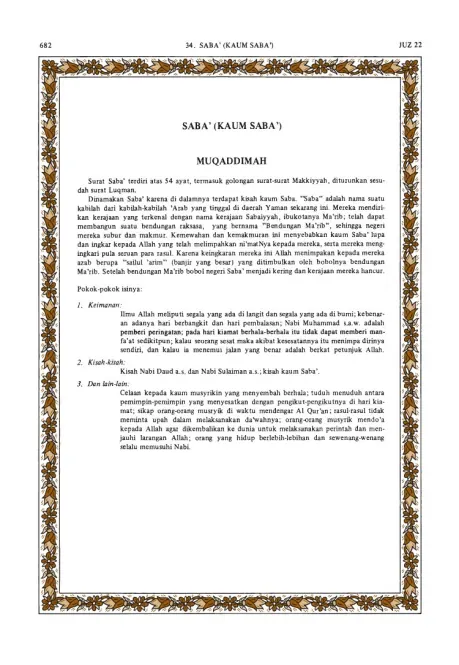 682 34. SABA' (KAUM SABA') JUZ 22
SABA' (KAUM SABA')
MUQADDIMAH
Surat Saba' terdiri atas 54 ayat, termasuk golongan surat-surat Makkiyyah, diturunkan sesu-
dah surat Luqman.
Dinamakan Saba' karena di dalamnya terdapat kisah kaum Saba. "Saba'" adalah nama suatu
kabilah dari kabilah-kabilah 'Arab yang tinggal di daerah Yaman sekarang ini. Mereka mendiri-
kan kerajaan yang terkenal dengan nama kerajaan Sabaiyyah, ibukotanya Ma'rib; telah dapat
membangun suatu bendungan raksasa, yang bernama "Bendungan Ma'rib", sehingga negeri
mereka subur dan makmur. Kemewahan dan kemakmuran ini menyebabkan kaum Saba' lupa
dan ingkar kepada Allah yang telah melimpahkan ni'matNya kepada mereka, serta mereka meng-
ingkari pula seruan para rasul. Karena keingkaran mereka ini Allah menimpakan kepada mereka
azab berupa "sailul 'arim" (banjir yang besar) yang ditimbulkan oleh bobolnya bendungan
Ma'rib. Setelah bendungan Ma'rib bobol negeri Saba' menjadi kering dan kerajaan mereka hancur.
Pokok-pokok isinya:
1. Keimanan:
Ilmu Allah meliputi segala yang ada di langit dan segala yang ada di bumi; kebenar-
an adanya hari berbangkit dan hari pembalasan; Nabi Muhammad s.a.w. adalah
pemberi peringatan; pada hari kiamat berhala-berhala itu tidak dapat memberi man-
fa'at sedikitpun; kalau seorang sesat maka akibat kesesatannya itu menimpa dirinya
sendiri, dan kalau ia menemui jalan yang benar adalah berkat petunjuk Allah.
2. Kisah-kisah:
Kisah Nabi Daud a.s. dan Nabi Sulaiman a.s.; kisah kaum Saba'.
3. Dan lain-lain:
Celaan kepada kaum musyrikin yang menyembah berhala; tuduh menuduh antara
pemimpin-pemimpin yang menyesatkan dengan pengikut-pengikutnya di hari kia-
mat; sikap orang-orang musryik di waktu mendengar Al Qur'an; rasul-rasul tidak
meminta upah dalam melaksanakan da'wahnya; orang-orang musyrik mendo'a
kepada Allah agar dikembalikan ke dunia untuk melaksanakan perintah dan men-
jauhi larangan Allah; orang yang hidup berlebih-lebihan dan sewenang-wenang
selalu memusuhi Nabi.